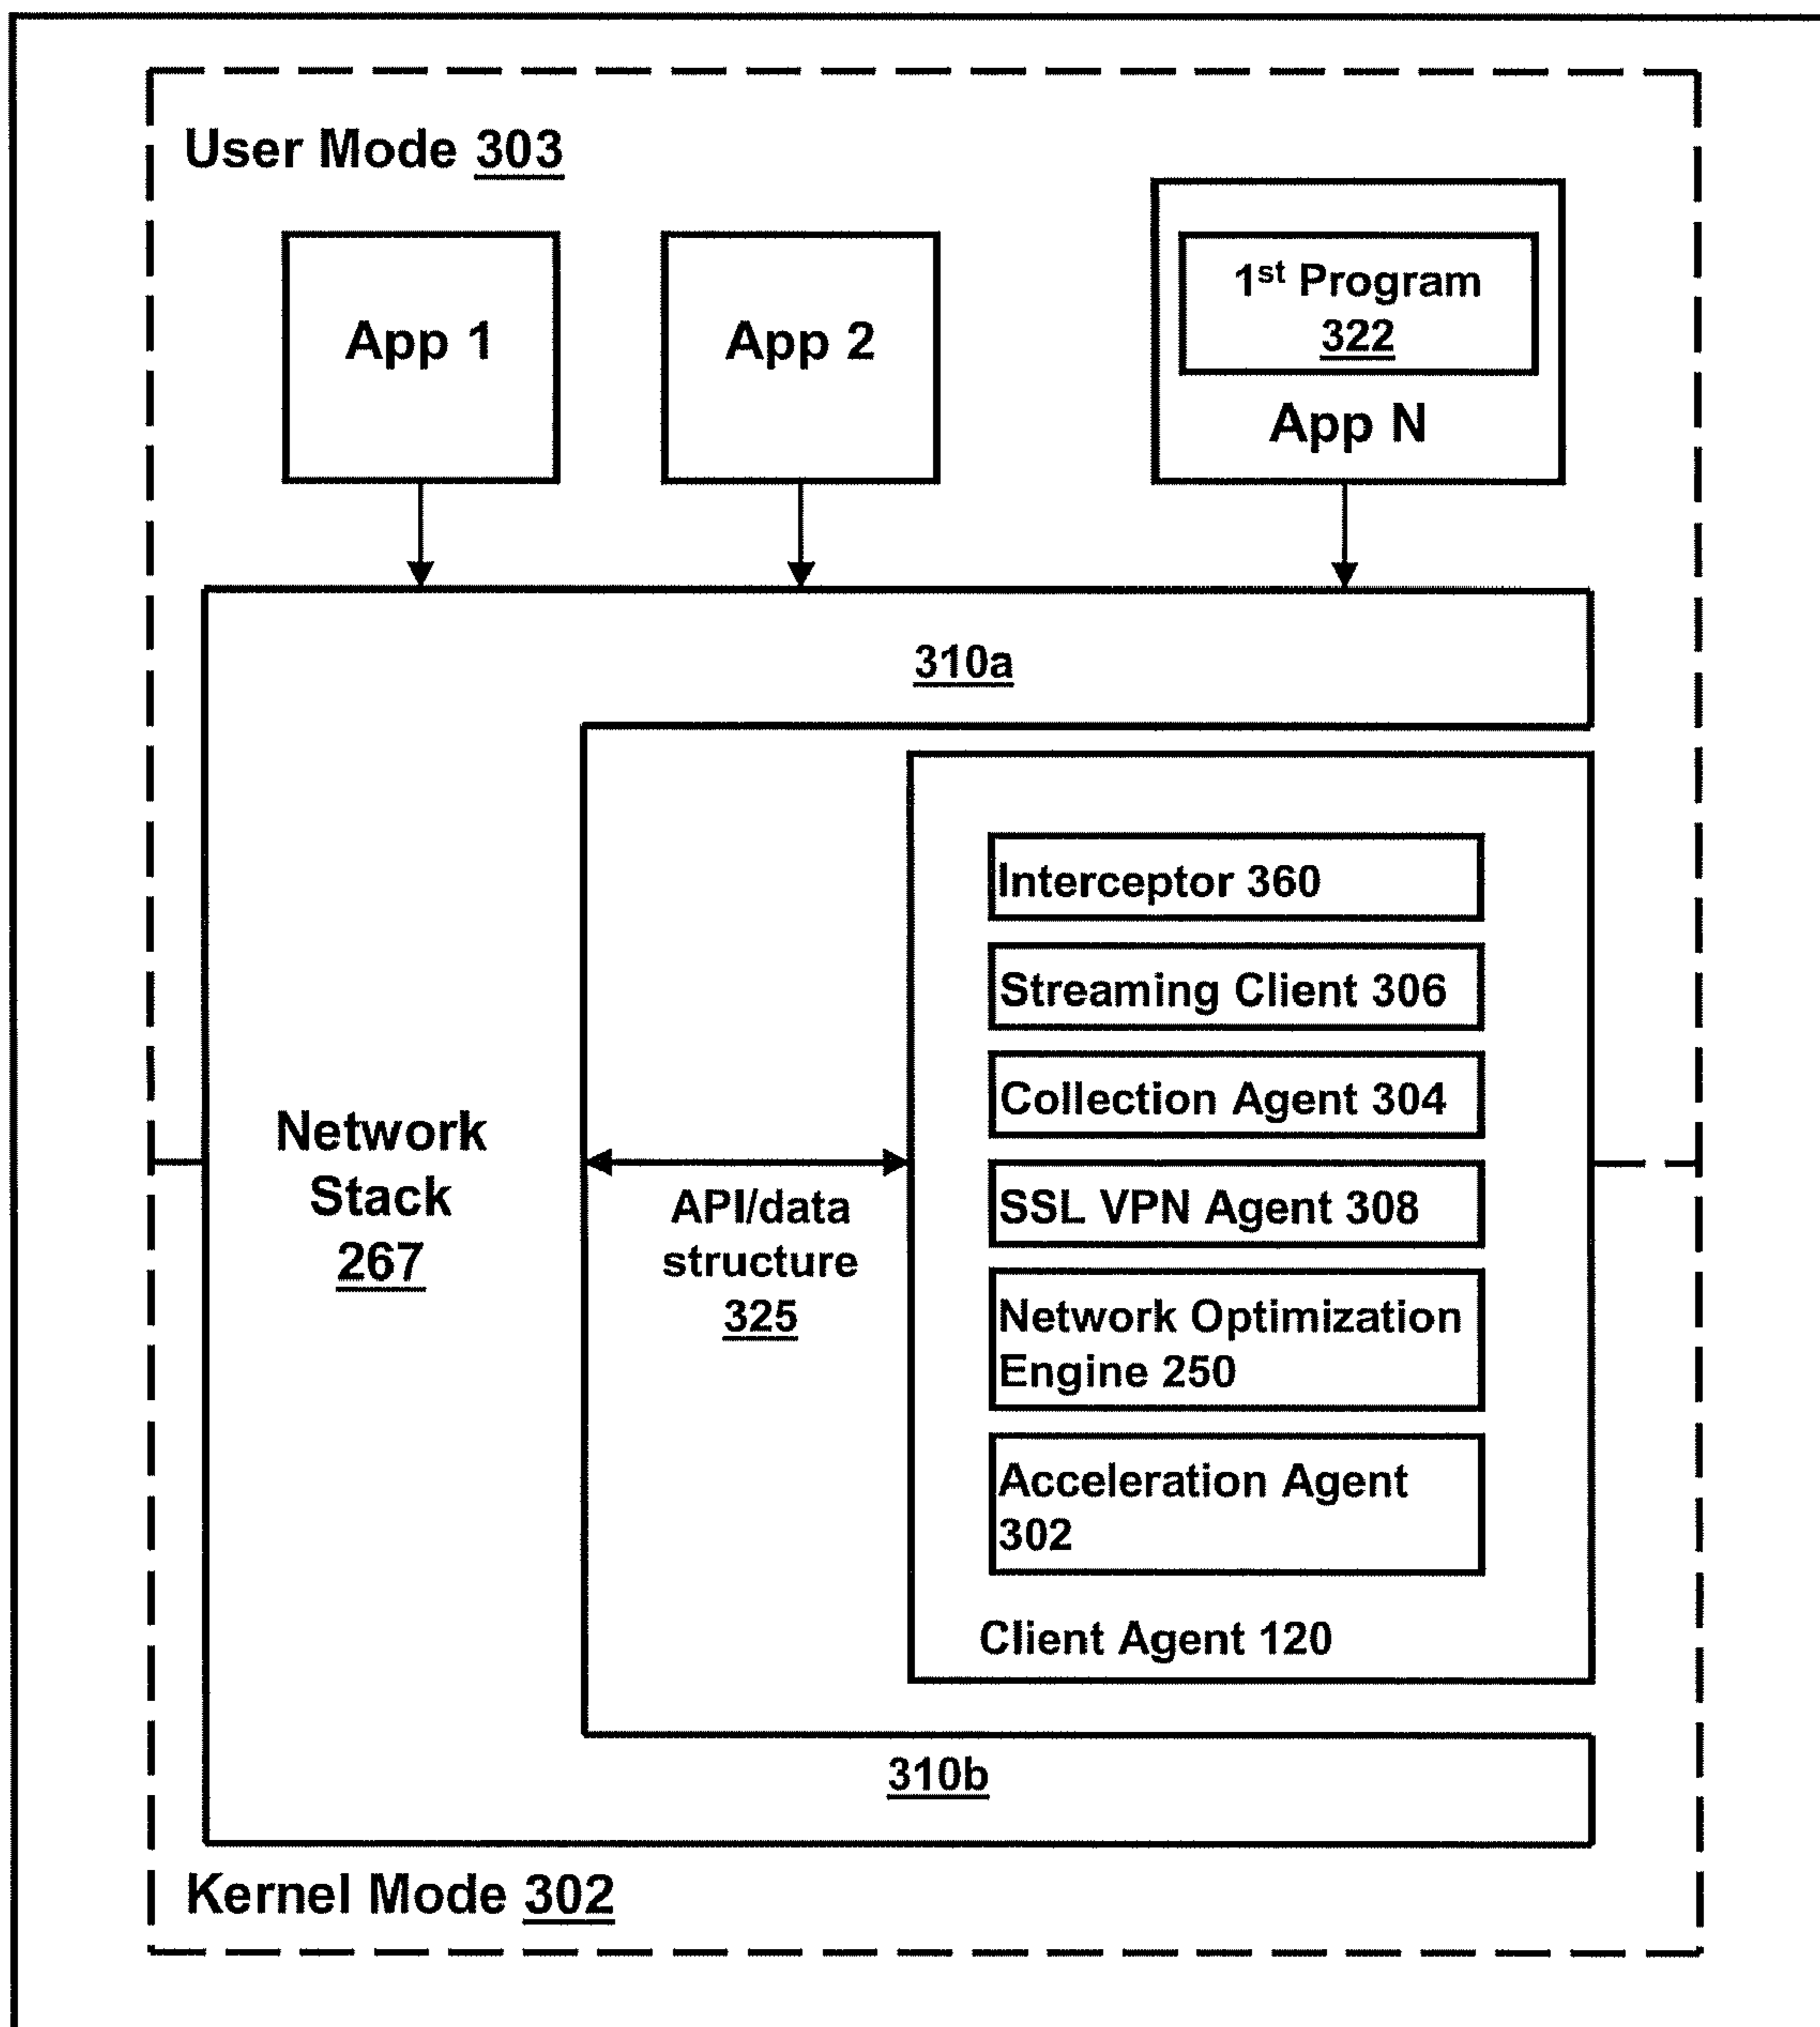 User Mode 303
App 1
App 2
1st Program
322
App N
310a
Interceptor 360
Streaming Client 306
Collection Agent 304
SSL VPN Agent 308
Network Optimization
Engine 250
Acceleration Agent
302
Client Agent 120
Network
Stack
267
API/data
structure
325
310b
Kernel Mode 302